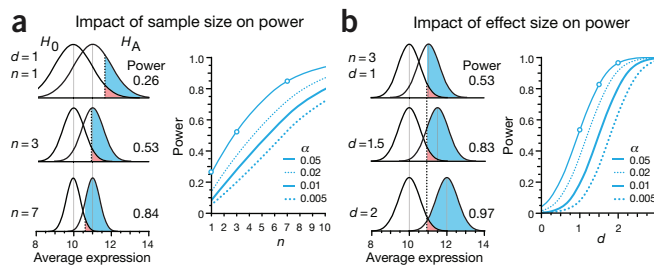 a Impact of sample size on power
H0 HA
d=1
n=1
Power
0.26
n=3
0.53
n=7
0.84
8 10 12 14
Average expression
Power
1.0
0.8
0.6
0.4
0.2
0
α
0.05
0.02
0.01
0.005
1 2 3 4 5 6 7 8 9 10
n
b Impact of effect size on power
n=3
d=1
Power
0.53
d=1.5
0.83
d=2
0.97
8 10 12 14
Average expression
Power
1.0
0.8
0.6
0.4
0.2
0
α
0.05
0.02
0.01
0.005
0 1 2
d